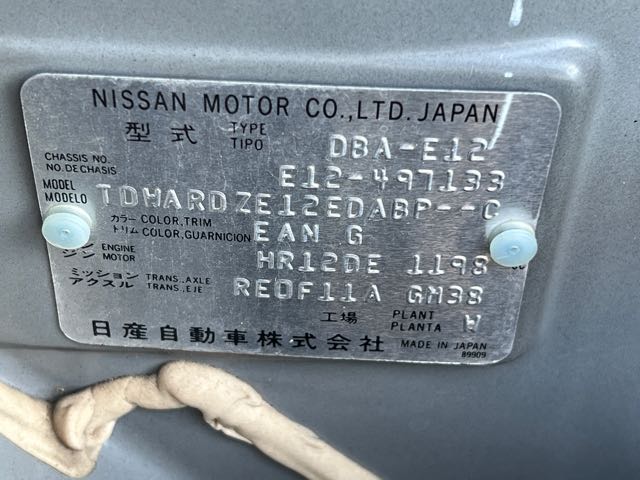 NISSAN MOTOR CO.,LTD. JAPAN
型式 TYPE TIPO DBA-E12
CHASSIS NO. NO.DE CHASIS E12-497133
MODEL MODELO TDHARDZE12EDABP--C
カラー COLOR,TRIM
トリム COLOR,GUARNICION EAN G
ジン ENGINE MOTOR HR12DE 1198
ミッション TRANS.,AXLE
アクスル TRANS.,EJE RE0F11A GM38
工場 PLANT PLANTA W
日産自動車株式会社 MADE IN JAPAN
89909